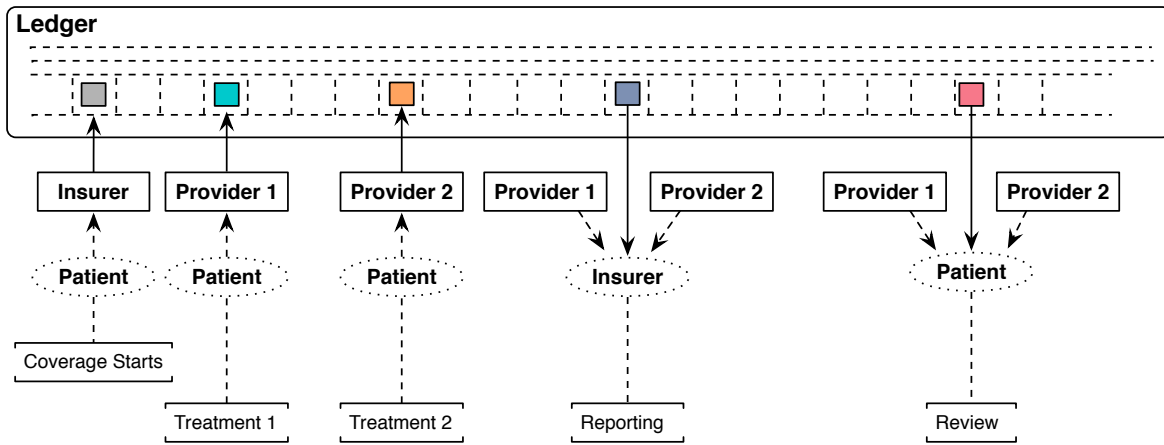 Ledger
Insurer
Provider 1
Provider 2
Provider 1
Provider 2
Provider 1
Provider 2
Patient
Patient
Patient
Insurer
Patient
Coverage Starts
Treatment 1
Treatment 2
Reporting
Review